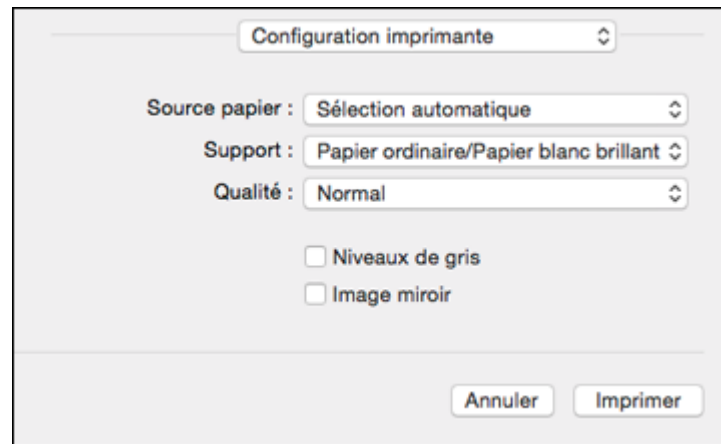 Configuration imprimante
Source papier : Sélection automatique
Support : Papier ordinaire/Papier blanc brillant
Qualité : Normal
Niveaux de gris
Image miroir
Annuler Imprimer